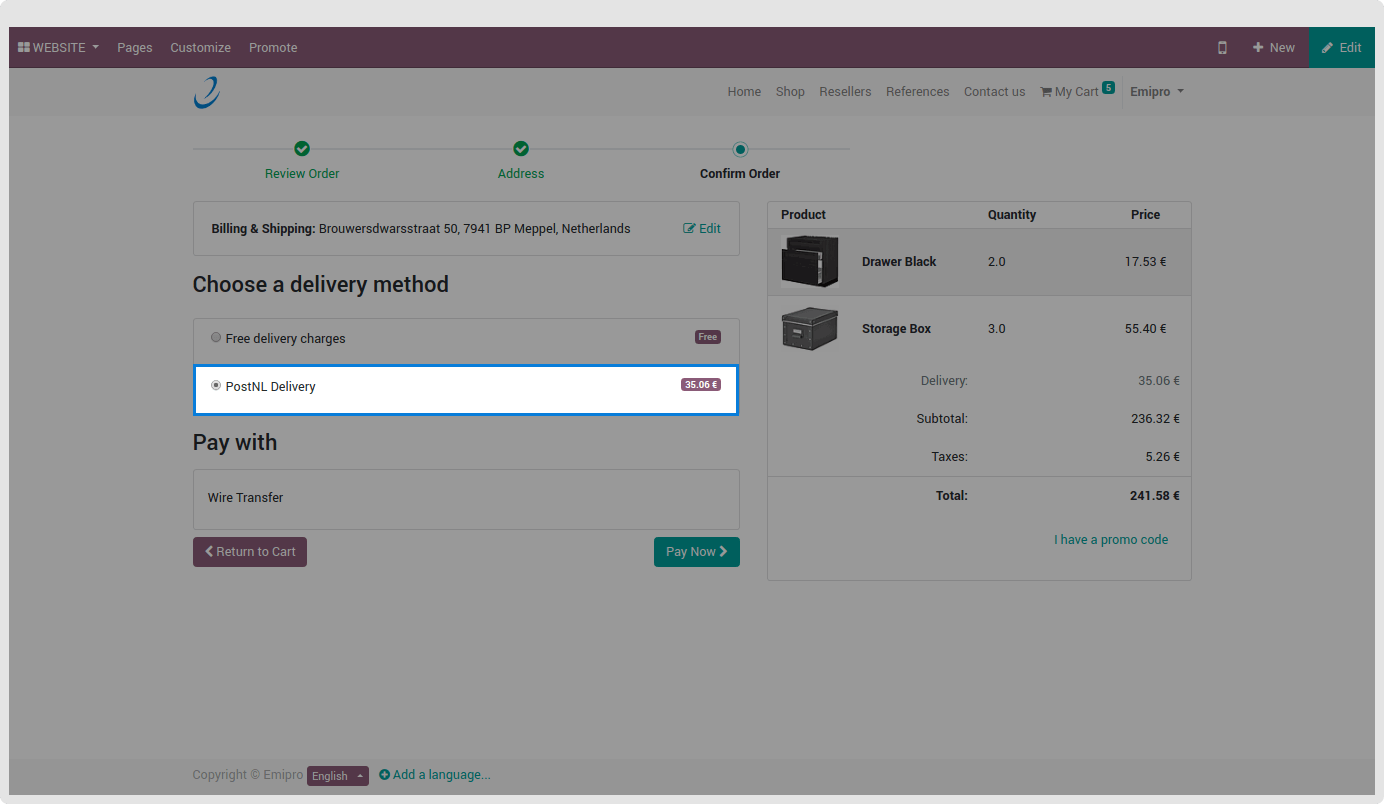 WEBSITE Pages Customize Promote New Edit
Home Shop Resellers References Contact us My Cart 5 Emipro
Review Order Address Confirm Order
Billing & Shipping: Brouwersdwarsstraat 50, 7941 BP Meppel, Netherlands Edit
Choose a delivery method
Free delivery charges Free
PostNL Delivery 35.06 €
Pay with
Wire Transfer
Return to Cart Pay Now
Product Quantity Price
Drawer Black 2.0 17.53 €
Storage Box 3.0 55.40 €
Delivery: 35.06 €
Subtotal: 236.32 €
Taxes: 5.26 €
Total: 241.58 €
I have a promo code
Copyright © Emipro English Add a language...